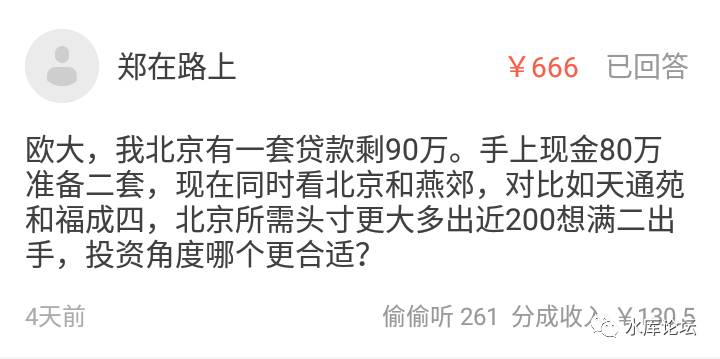 郑在路上 ￥666 已回答
欧大，我北京有一套贷款剩90万。手上现金80万
准备二套，现在同时看北京和燕郊，对比如天通苑
和福成四，北京所需头寸更大多出近200想满二出
手，投资角度哪个更合适？
4天前 偷偷听 261 分成收入 ￥130.5
水库论坛